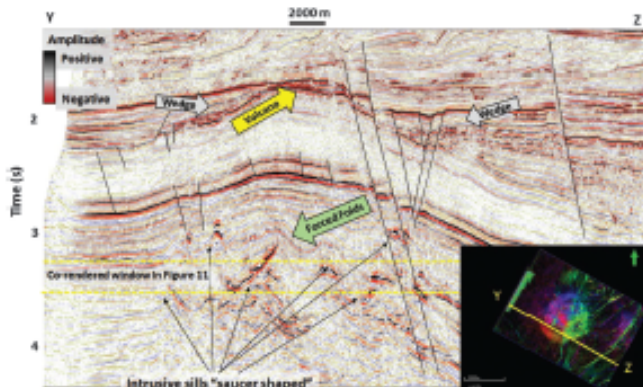 Y
2000 m
Z
Amplitude
Positive
Negative
Wedge
Volcano
Wedge
2
Time (s)
3
Forced Folds
Co-rendered window in Figure 11
4
Intrusive sills "saucer shaped"
Y
Z